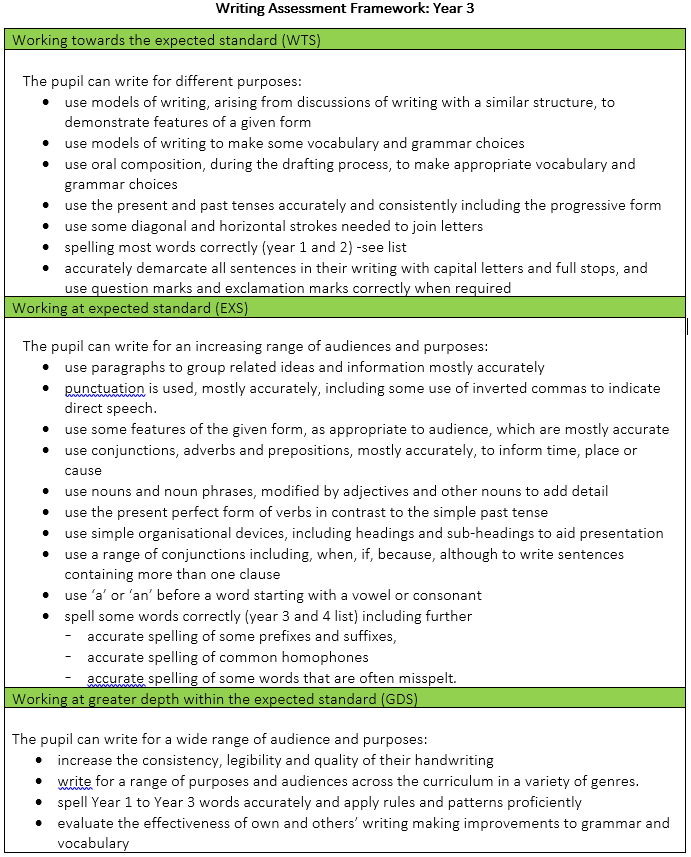 Writing Assessment Framework: Year 3
Working towards the expected standard (WTS)
The pupil can write for different purposes:
• use models of writing, arising from discussions of writing with a similar structure, to
demonstrate features of a given form
• use models of writing to make some vocabulary and grammar choices
• use oral composition, during the drafting process, to make appropriate vocabulary and
grammar choices
• use the present and past tenses accurately and consistently including the progressive form
• use some diagonal and horizontal strokes needed to join letters
• spelling most words correctly (year 1 and 2) -see list
• accurately demarcate all sentences in their writing with capital letters and full stops, and
use question marks and exclamation marks correctly when required
Working at expected standard (EXS)
The pupil can write for an increasing range of audiences and purposes:
• use paragraphs to group related ideas and information mostly accurately
• punctuation is used, mostly accurately, including some use of inverted commas to indicate
direct speech.
• use some features of the given form, as appropriate to audience, which are mostly accurate
• use conjunctions, adverbs and prepositions, mostly accurately, to inform time, place or
cause
• use nouns and noun phrases, modified by adjectives and other nouns to add detail
• use the present perfect form of verbs in contrast to the simple past tense
• use simple organisational devices, including headings and sub-headings to aid presentation
• use a range of conjunctions including, when, if, because, although to write sentences
containing more than one clause
• use ‘a’ or ‘an’ before a word starting with a vowel or consonant
• spell some words correctly (year 3 and 4 list) including further
- accurate spelling of some prefixes and suffixes,
- accurate spelling of common homophones
- accurate spelling of some words that are often misspelt.
Working at greater depth within the expected standard (GDS)
The pupil can write for a wide range of audience and purposes:
• increase the consistency, legibility and quality of their handwriting
• write for a range of purposes and audiences across the curriculum in a variety of genres.
• spell Year 1 to Year 3 words accurately and apply rules and patterns proficiently
• evaluate the effectiveness of own and others’ writing making improvements to grammar and
vocabulary